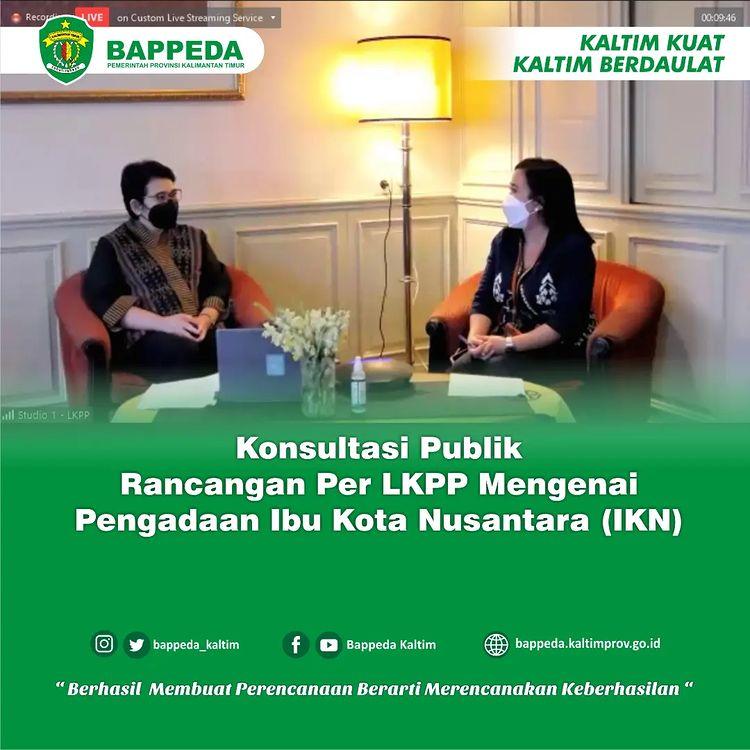 Recording LIVE on Custom Live Streaming Service
00:09:46
BAPPEDA
PEMERINTAH PROVINSI KALIMANTAN TIMUR
KALTIM KUAT
KALTIM BERDAULAT
Studio 1 - LKPP
Konsultasi Publik
Rancangan Per LKPP Mengenai
Pengadaan Ibu Kota Nusantara (IKN)
bappeda_kaltim
Bappeda Kaltim
bappeda.kaltimprov.go.id
“ Berhasil Membuat Perencanaan Berarti Merencanakan Keberhasilan “